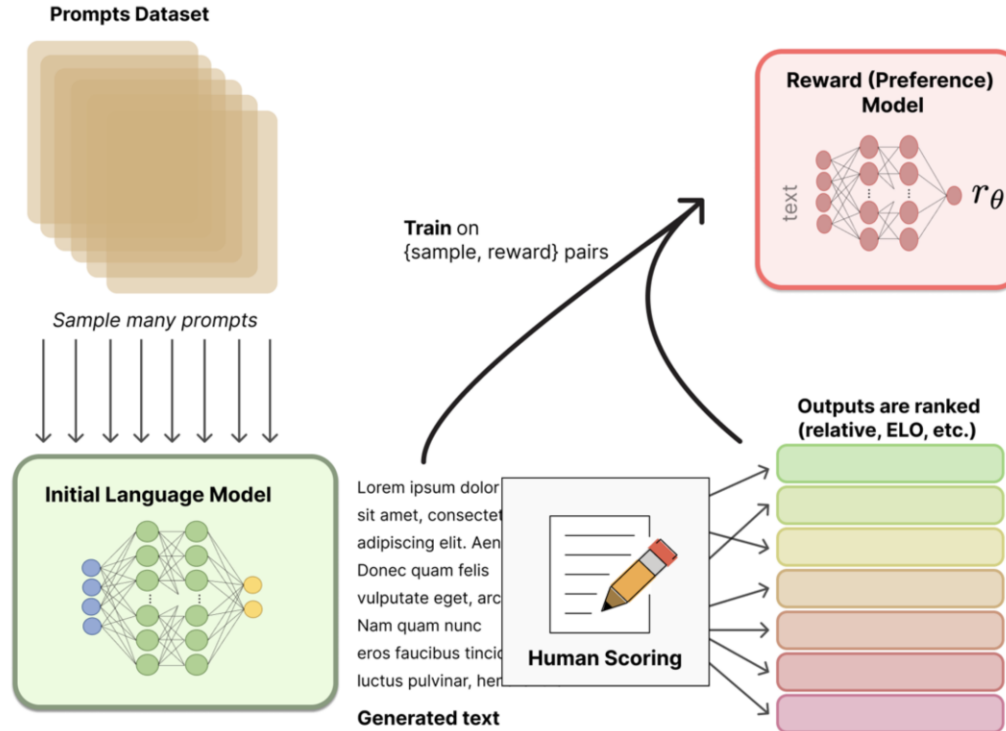 Prompts Dataset
Sample many prompts
Initial Language Model
Train on
{sample, reward} pairs
Reward (Preference)
Model
text
r_θ
Lorem ipsum dolor
sit amet, consectet
adipiscing elit. Aen
Donec quam felis
vulputate eget, arc
Nam quam nunc
eros faucibus tincid
luctus pulvinar, her
Generated text
Human Scoring
Outputs are ranked
(relative, ELO, etc.)